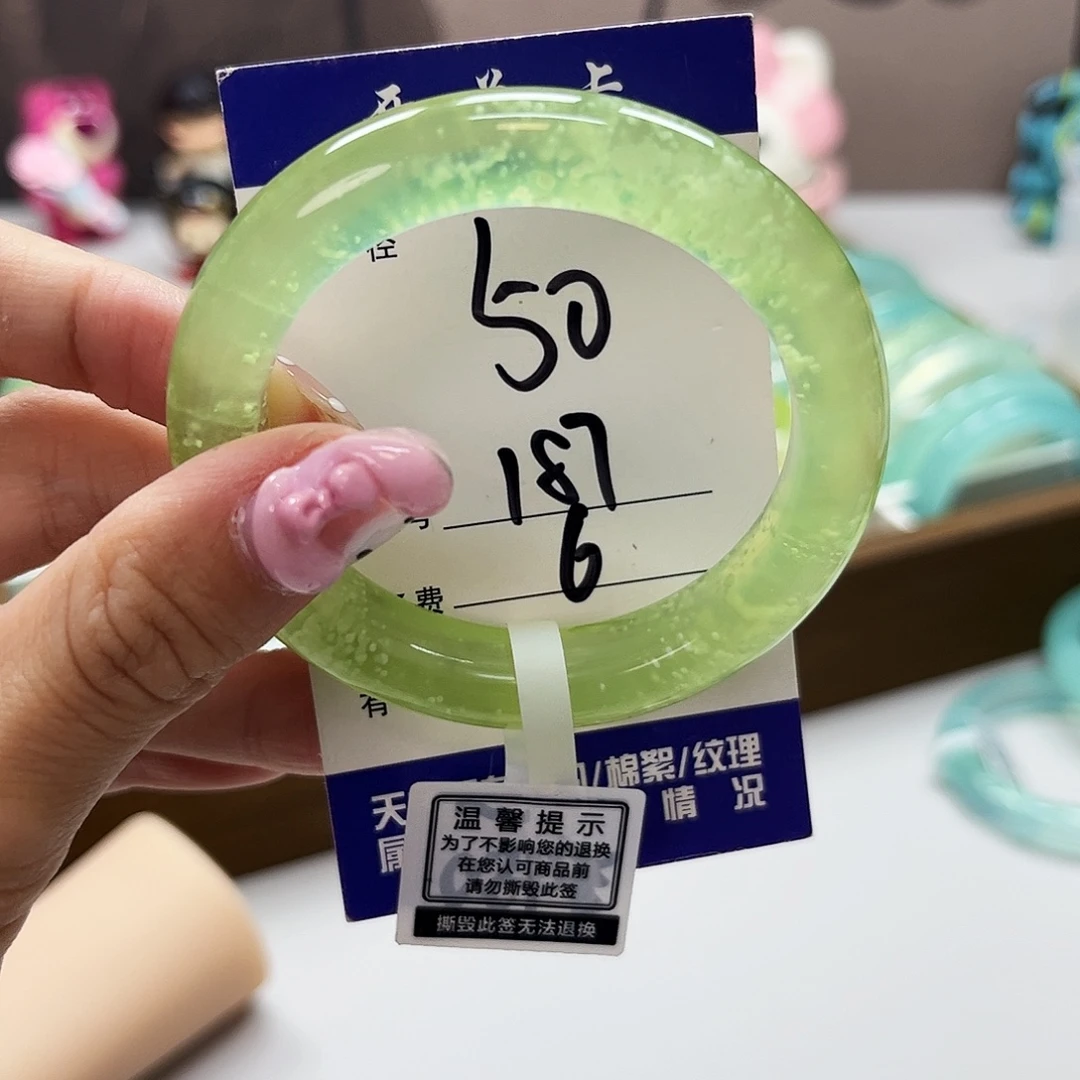 径
50
187
号
6
费
有
/棉絮/纹理
天
情 况
属
温馨提示
为了不影响您的退换
在您认可商品前
请勿撕毁此签
撕毁此签无法退换